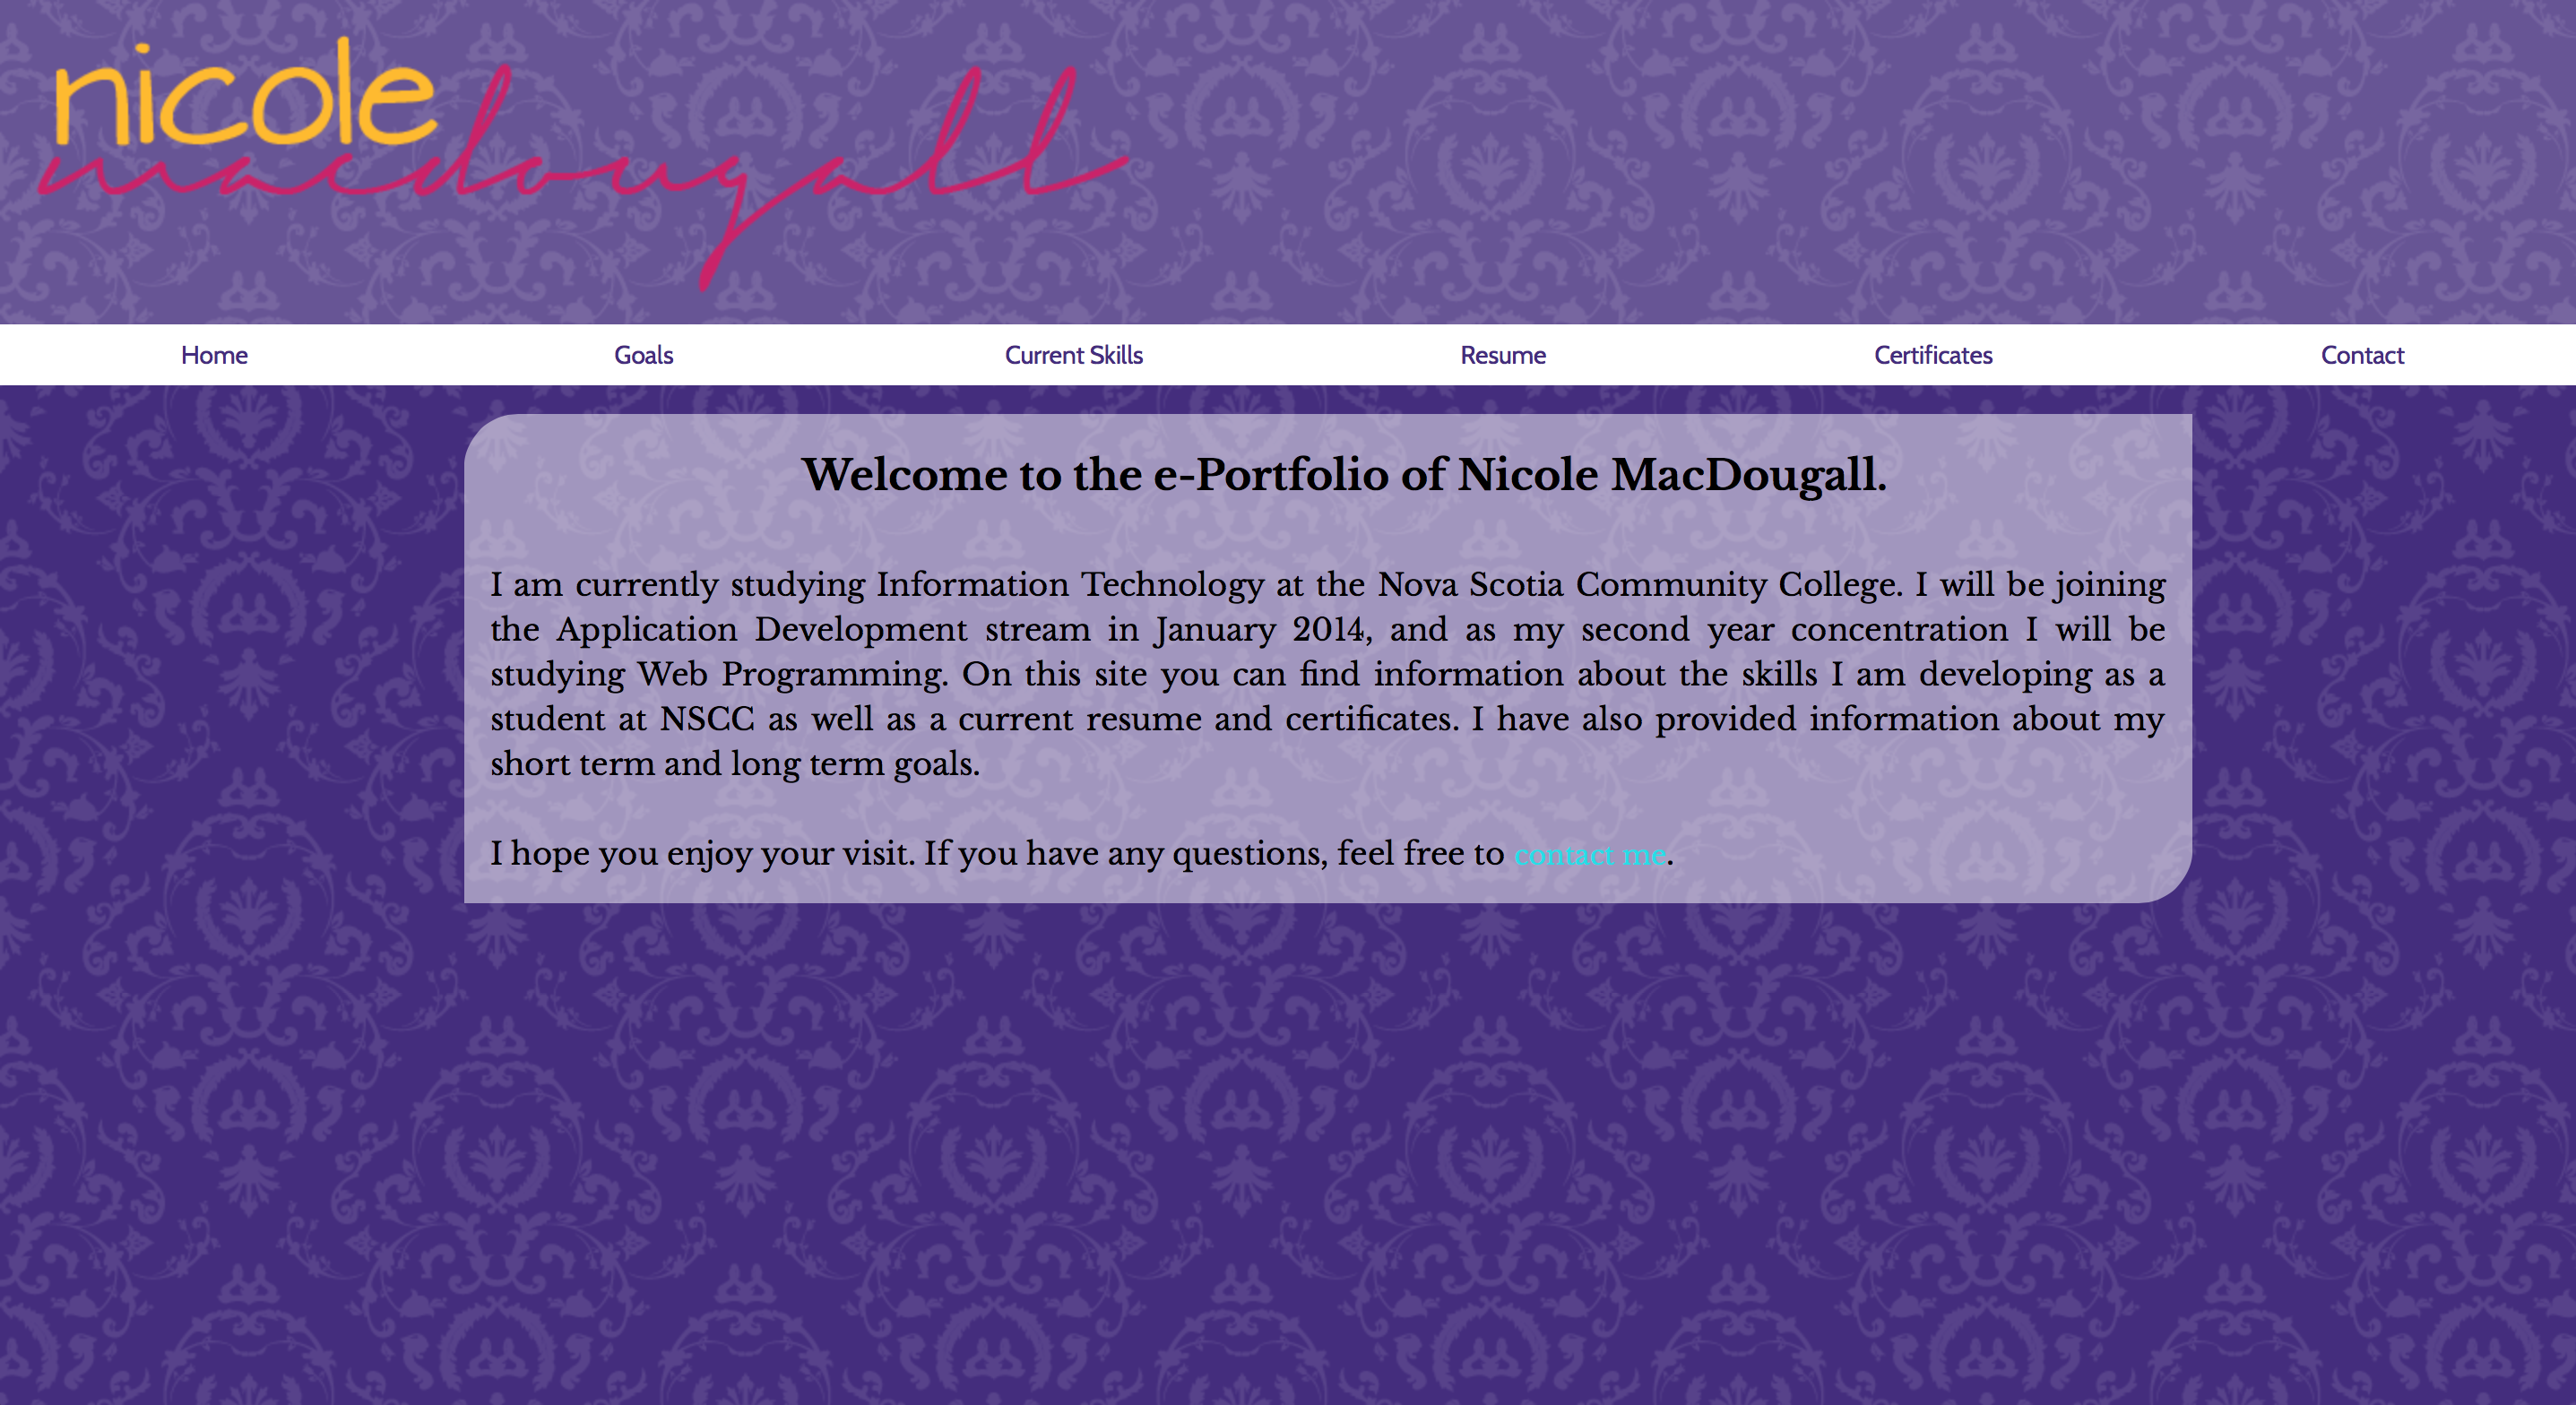 nicole
macdougall
Home Goals Current Skills Resume Certificates Contact
Welcome to the e-Portfolio of Nicole MacDougall.
I am currently studying Information Technology at the Nova Scotia Community College. I will be joining
the Application Development stream in January 2014, and as my second year concentration I will be
studying Web Programming. On this site you can find information about the skills I am developing as a
student at NSCC as well as a current resume and certificates. I have also provided information about my
short term and long term goals.
I hope you enjoy your visit. If you have any questions, feel free to contact me.